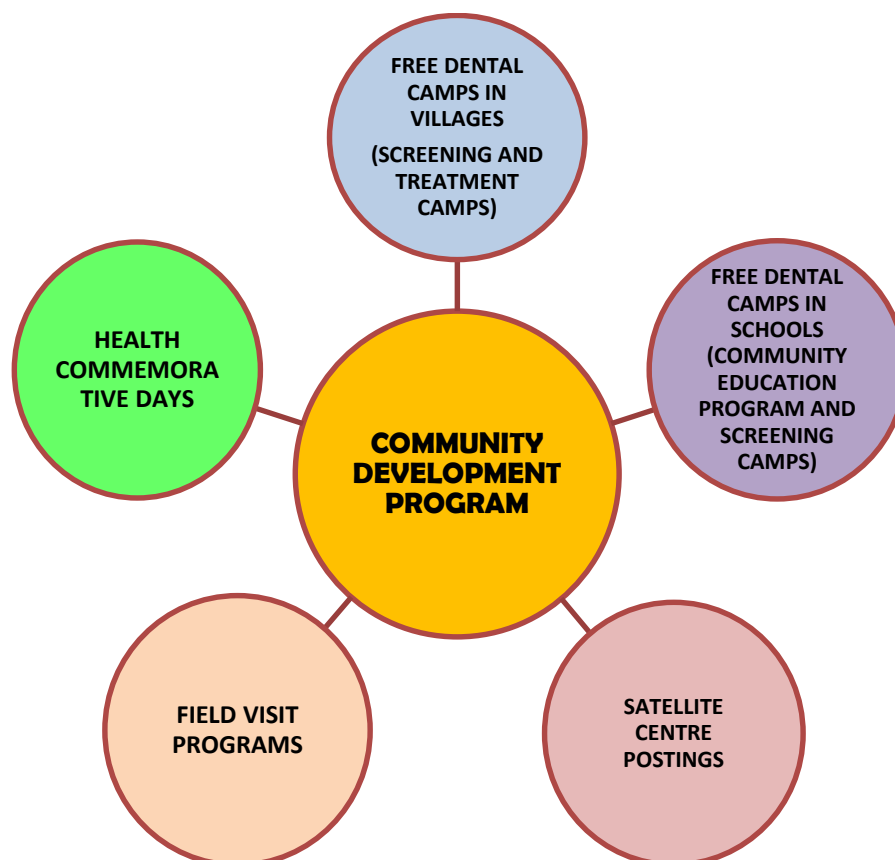 FREE DENTAL
CAMPS IN
VILLAGES
(SCREENING AND
TREATMENT
CAMPS)
FREE DENTAL
CAMPS IN
SCHOOLS
(COMMUNITY
EDUCATION
PROGRAM AND
SCREENING
CAMPS)
HEALTH
COMMEMORA
TIVE DAYS
COMMUNITY
DEVELOPMENT
PROGRAM
FIELD VISIT
PROGRAMS
SATELLITE
CENTRE
POSTINGS